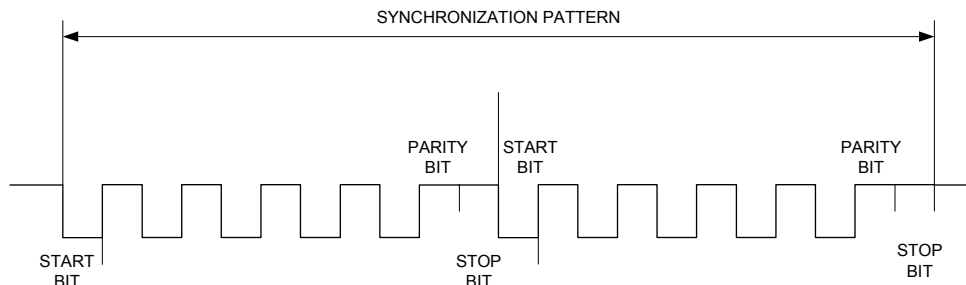 SYNCHRONIZATION PATTERN
PARITY
BIT
START
BIT
PARITY
BIT
START
BIT
STOP
BIT
STOP
BIT